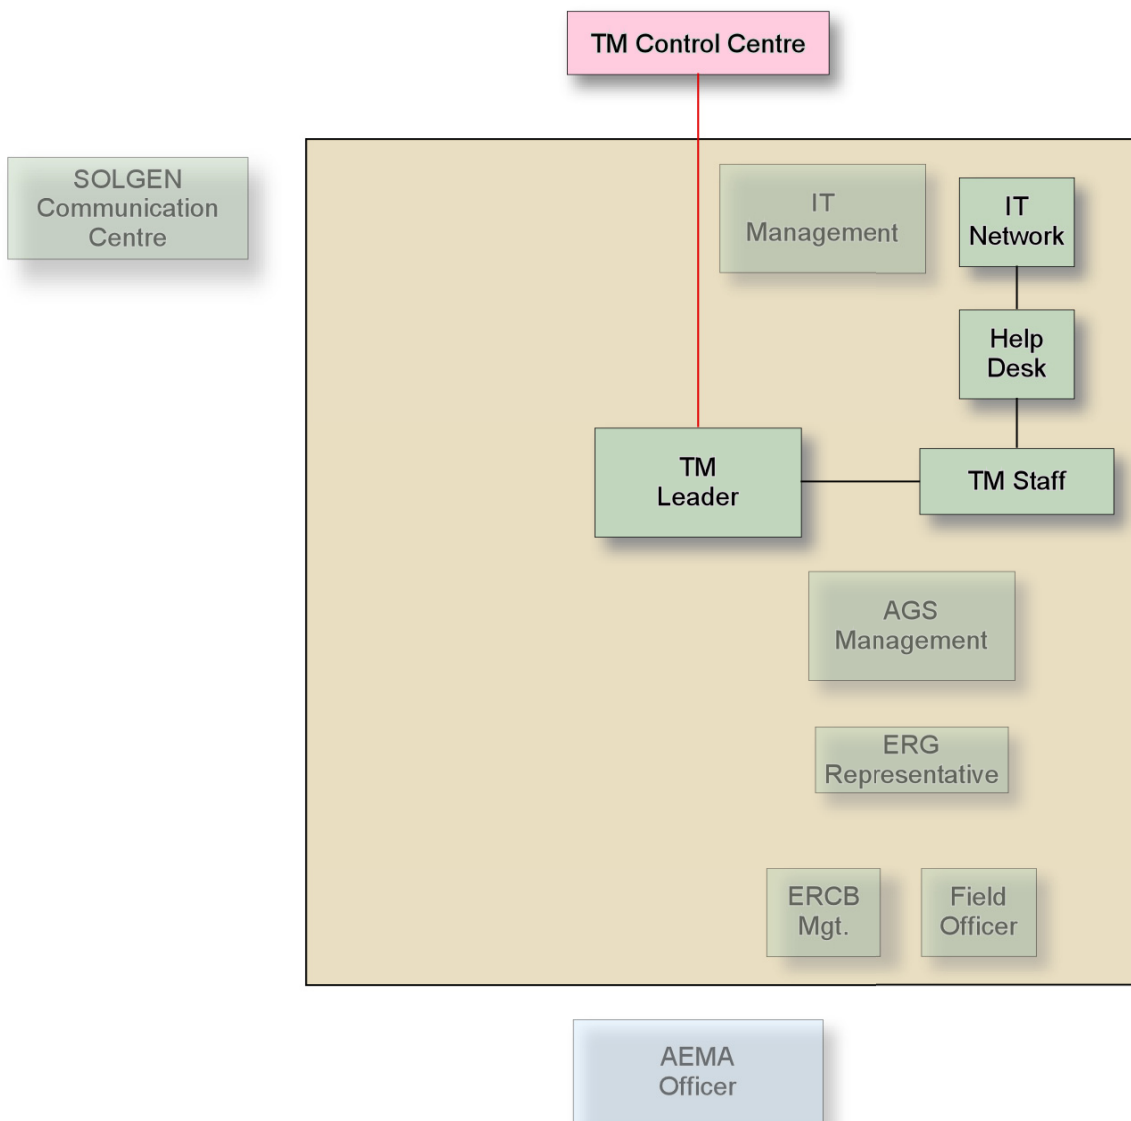 TM Control Centre
SOLGEN
Communication
Centre
IT
Management
IT
Network
Help
Desk
TM
Leader
TM Staff
AGS
Management
ERG
Representative
ERCB
Mgt.
Field
Officer
AEMA
Officer